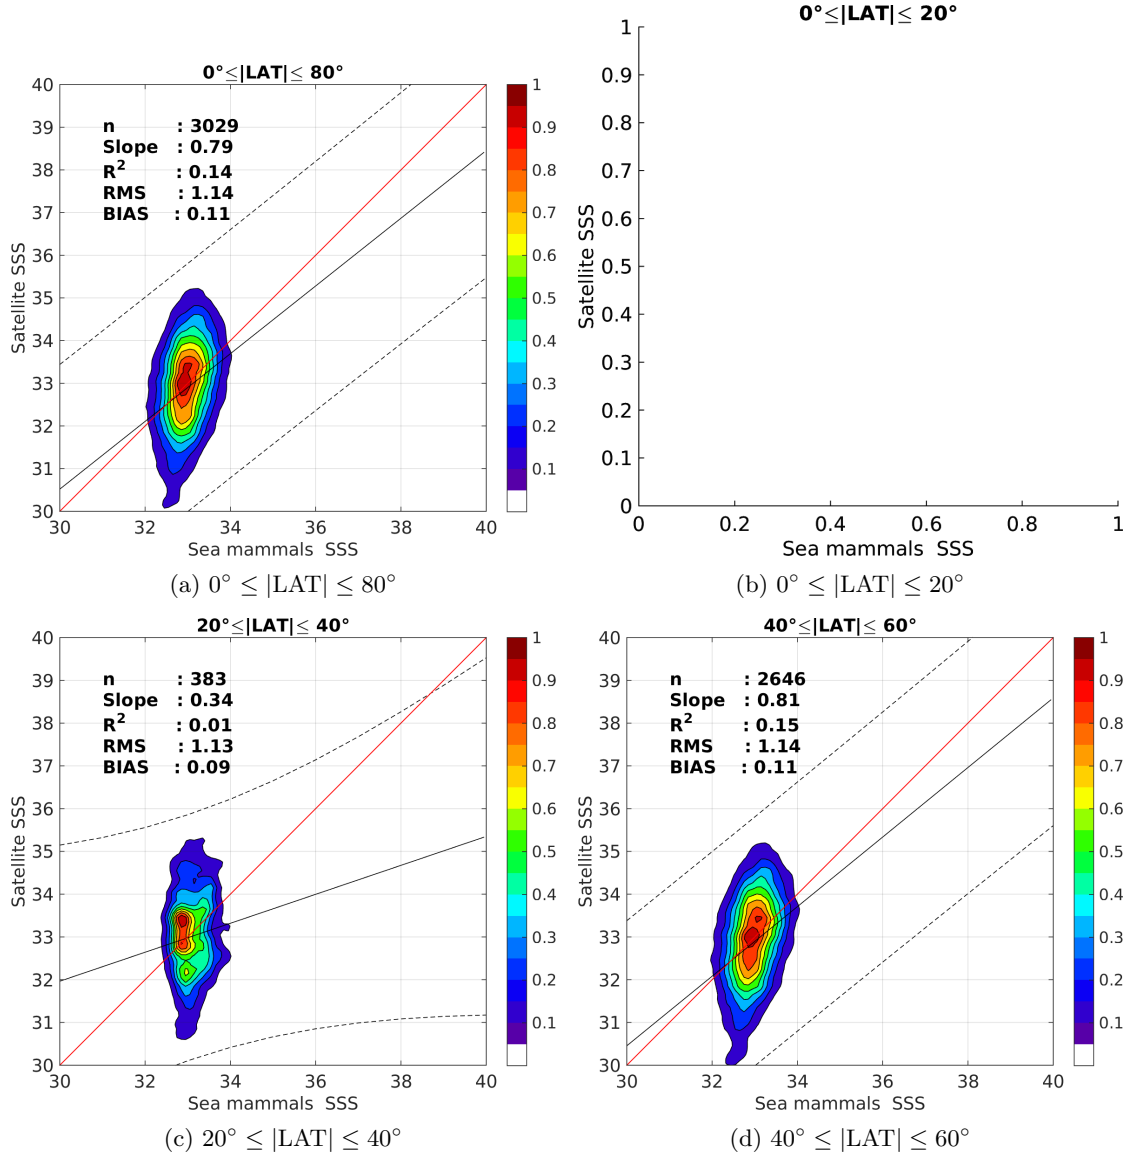 0°≤|LAT|≤ 80°
40
39
38
37
36
35
34
33
32
31
30
Satellite SSS
n : 3029
Slope : 0.79
R² : 0.14
RMS : 1.14
BIAS : 0.11
30 32 34 36 38 40
Sea mammals SSS
1
0.9
0.8
0.7
0.6
0.5
0.4
0.3
0.2
0.1
(a) 0° ≤ |LAT| ≤ 80°
0°≤|LAT|≤ 20°
1
0.9
0.8
0.7
0.6
0.5
0.4
0.3
0.2
0.1
0
Satellite SSS
0 0.2 0.4 0.6 0.8 1
Sea mammals SSS
(b) 0° ≤ |LAT| ≤ 20°
20°≤|LAT|≤ 40°
40
39
38
37
36
35
34
33
32
31
30
Satellite SSS
n : 383
Slope : 0.34
R² : 0.01
RMS : 1.13
BIAS : 0.09
30 32 34 36 38 40
Sea mammals SSS
1
0.9
0.8
0.7
0.6
0.5
0.4
0.3
0.2
0.1
(c) 20° ≤ |LAT| ≤ 40°
40°≤|LAT|≤ 60°
40
39
38
37
36
35
34
33
32
31
30
Satellite SSS
n : 2646
Slope : 0.81
R² : 0.15
RMS : 1.14
BIAS : 0.11
30 32 34 36 38 40
Sea mammals SSS
1
0.9
0.8
0.7
0.6
0.5
0.4
0.3
0.2
0.1
(d) 40° ≤ |LAT| ≤ 60°